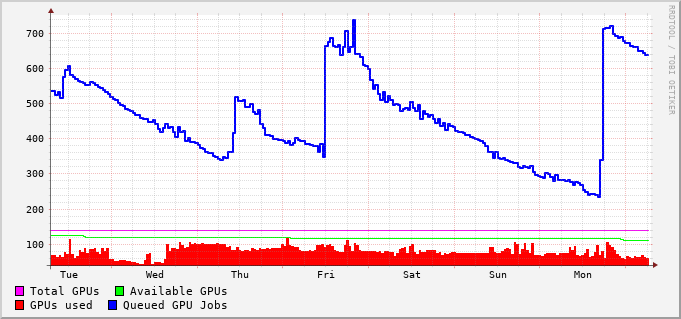 700
600
500
400
300
200
100
Tue Wed Thu Fri Sat Sun Mon
Total GPUs Available GPUs
GPUs used Queued GPU Jobs
RRDTOOL / TOBI OETIKER